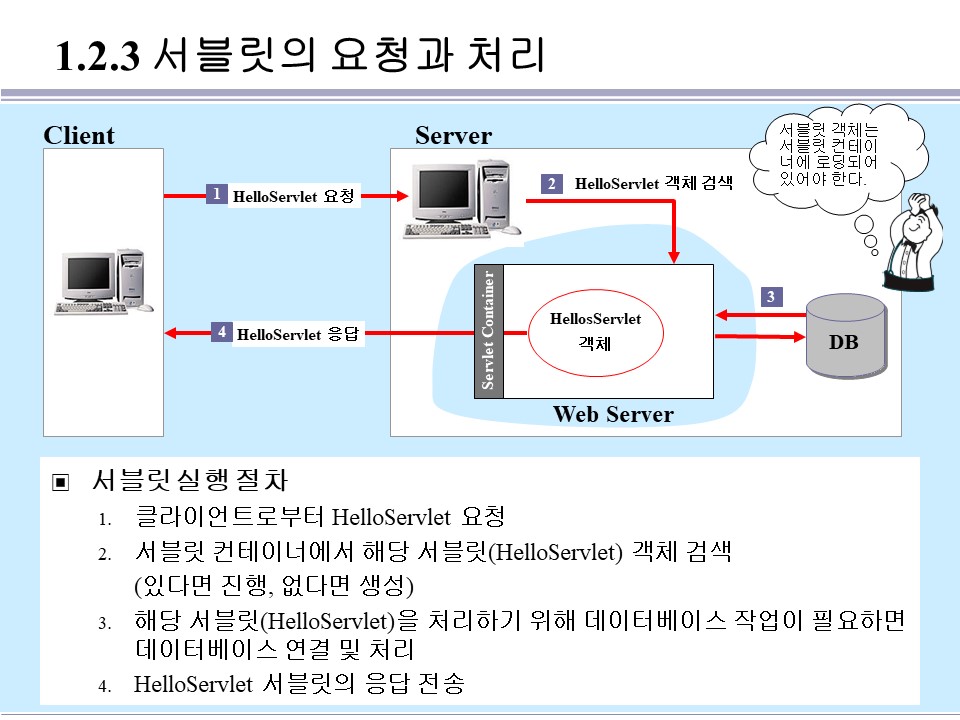 1.2.3 서블릿의 요청과 처리
Client
Server
서블릿 객체는
서블릿 컨테이
너에 로딩되어
있어야 한다.
1 HelloServlet 요청
2 HelloServlet 객체 검색
3
4 HelloServlet 응답
Servlet Container
HellosServlet
객체
DB
Web Server
▣ 서블릿 실행 절차
1. 클라이언트로부터 HelloServlet 요청
2. 서블릿 컨테이너에서 해당 서블릿(HelloServlet) 객체 검색
(있다면 진행, 없다면 생성)
3. 해당 서블릿(HelloServlet)을 처리하기 위해 데이터베이스 작업이 필요하면
데이터베이스 연결 및 처리
4. HelloServlet 서블릿의 응답 전송